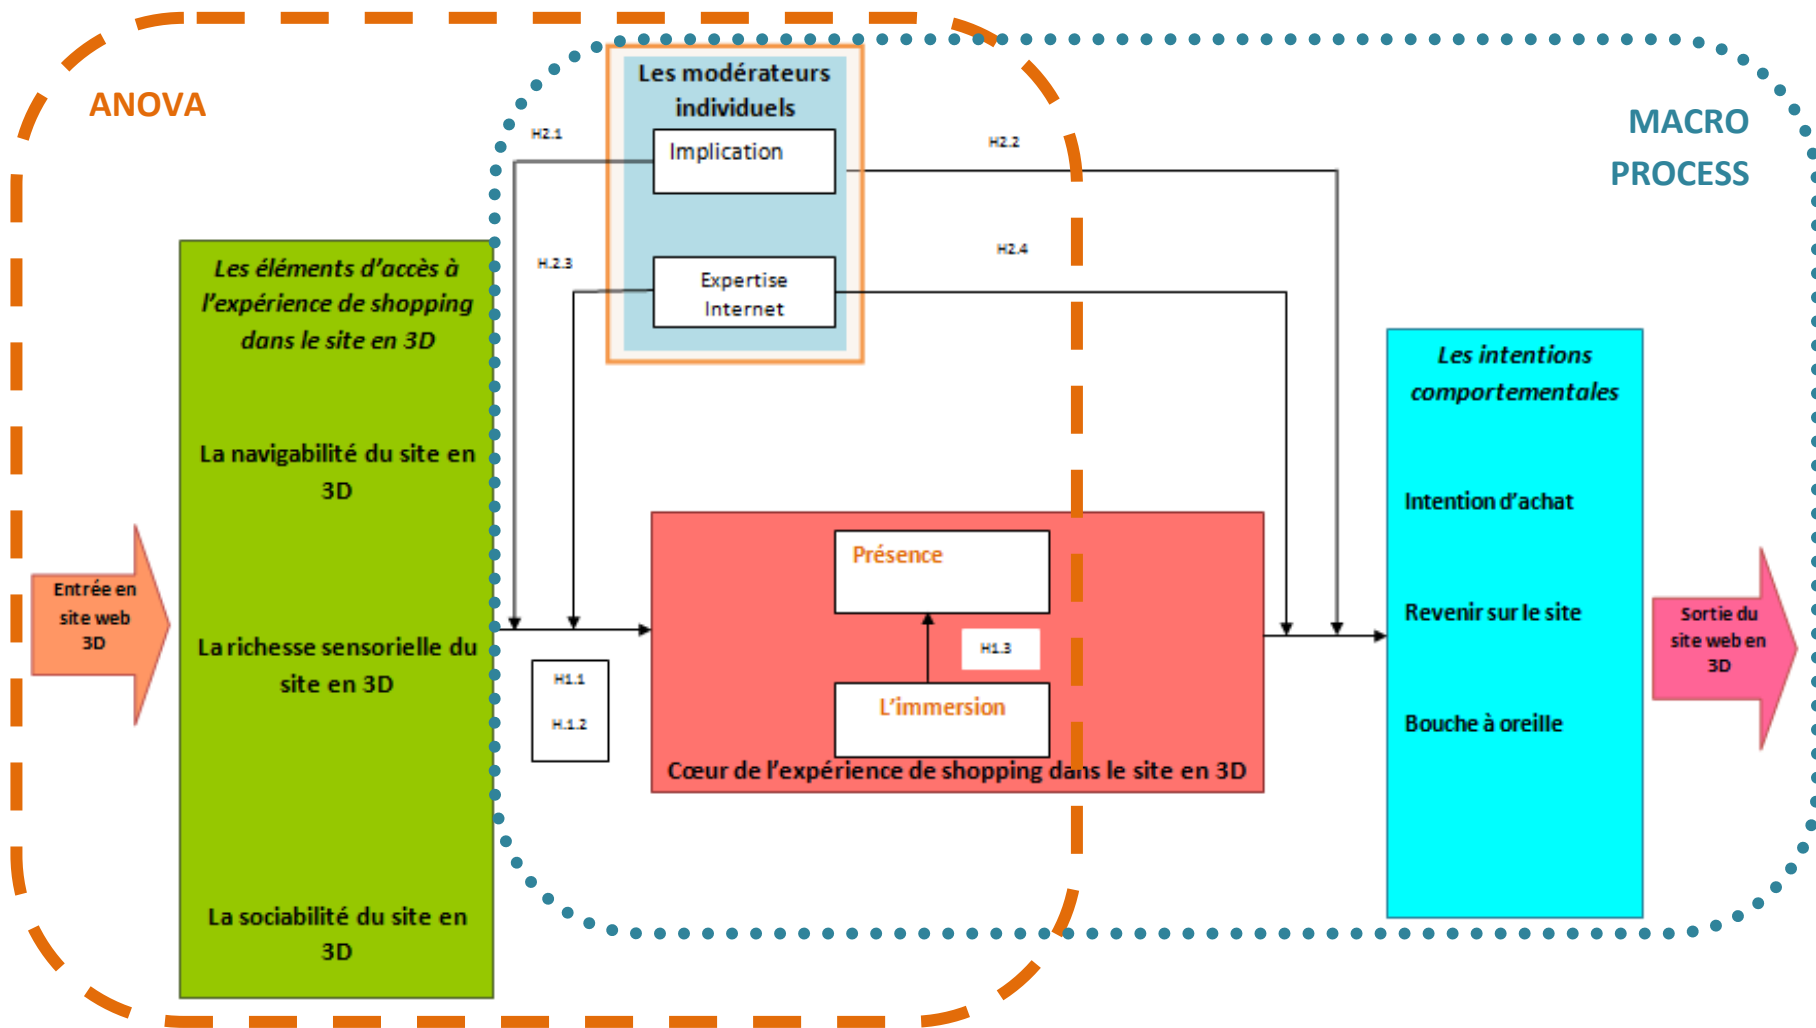 ANOVA
MACRO
PROCESS
Les modérateurs
individuels
Implication
Expertise
Internet
H2.1
H2.2
H.2.3
H2.4
Entrée en
site web
3D
Les éléments d'accès à
l'expérience de shopping
dans le site en 3D
La navigabilité du site en
3D
La richesse sensorielle du
site en 3D
La sociabilité du site en
3D
H1.1
H.1.2
Présence
H1.3
L'immersion
Cœur de l'expérience de shopping dans le site en 3D
Les intentions
comportementales
Intention d'achat
Revenir sur le site
Bouche à oreille
Sortie du
site web en
3D